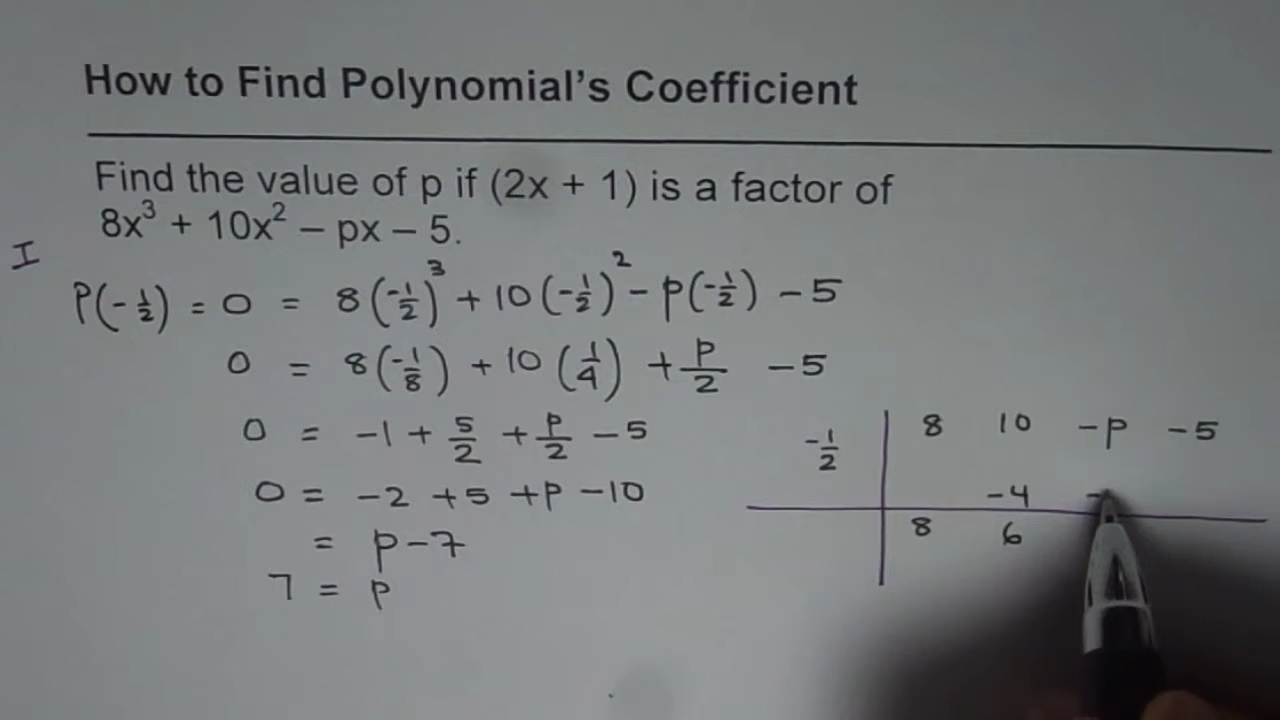 How to Find Polynomial's Coefficient
Find the value of p if (2x + 1) is a factor of
8x³ + 10x² – px – 5.
I
P(-1/2) = 0 = 8(-1/2)³ + 10(-1/2)² - p(-1/2) - 5
0 = 8(-1/8) + 10(1/4) + p/2 - 5
0 = -1 + 5/2 + p/2 - 5
0 = -2 + 5 + p - 10
= p - 7
7 = p
-1/2 | 8 10 -p -5
-4 -
8 6